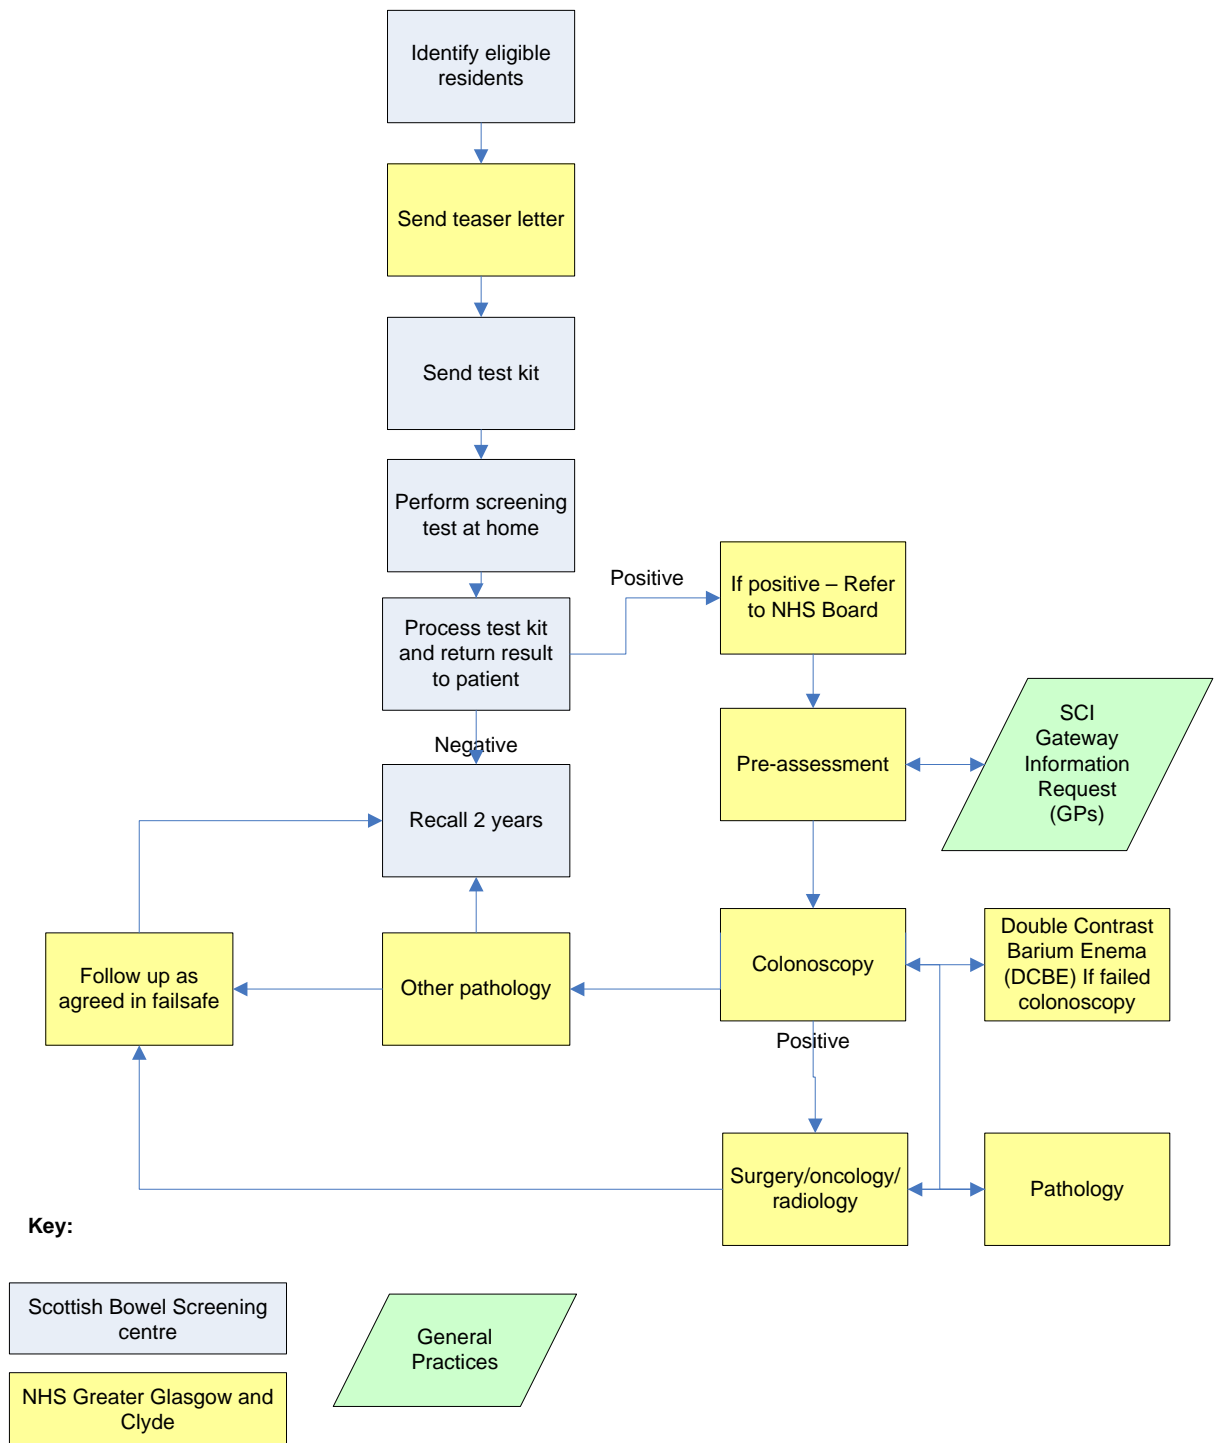 Identify eligible
residents
Send teaser letter
Send test kit
Perform screening
test at home
Positive
If positive – Refer
to NHS Board
Process test kit
and return result
to patient
Negative
SCI
Gateway
Information
Request
(GPs)
Pre-assessment
Recall 2 years
Follow up as
agreed in failsafe
Other pathology
Colonoscopy
Double Contrast
Barium Enema
(DCBE) If failed
colonoscopy
Positive
Surgery/oncology/
radiology
Pathology
Key:
Scottish Bowel Screening
centre
General
Practices
NHS Greater Glasgow and
Clyde